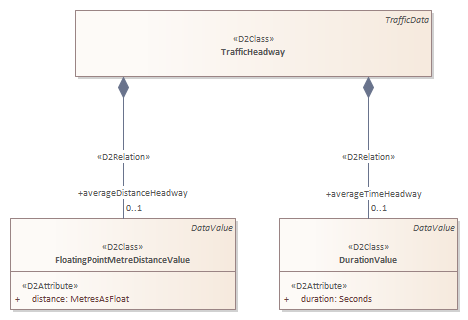 TrafficData
«D2Class»
TrafficHeadway
«D2Relation»
«D2Relation»
+averageDistanceHeadway
+averageTimeHeadway
0..1
0..1
DataValue
DataValue
«D2Class»
FloatingPointMetreDistanceValue
«D2Class»
DurationValue
«D2Attribute»
+ distance: MetresAsFloat
«D2Attribute»
+ duration: Seconds